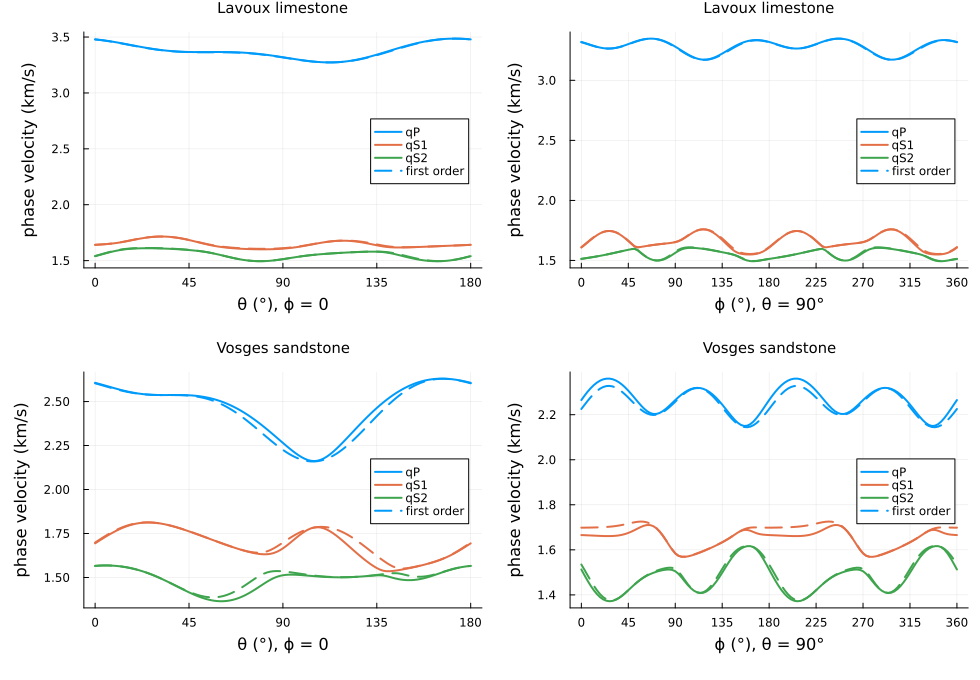 Lavoux limestone
phase velocity (km/s)
3.5
3.0
2.5
2.0
1.5
qP
qS1
qS2
first order
0 45 90 135 180
θ (°), ϕ = 0
Lavoux limestone
phase velocity (km/s)
3.0
2.5
2.0
1.5
qP
qS1
qS2
first order
0 45 90 135 180 225 270 315 360
ϕ (°), θ = 90°
Vosges sandstone
phase velocity (km/s)
2.50
2.25
2.00
1.75
1.50
qP
qS1
qS2
first order
0 45 90 135 180
θ (°), ϕ = 0
Vosges sandstone
phase velocity (km/s)
2.2
2.0
1.8
1.6
1.4
qP
qS1
qS2
first order
0 45 90 135 180 225 270 315 360
ϕ (°), θ = 90°